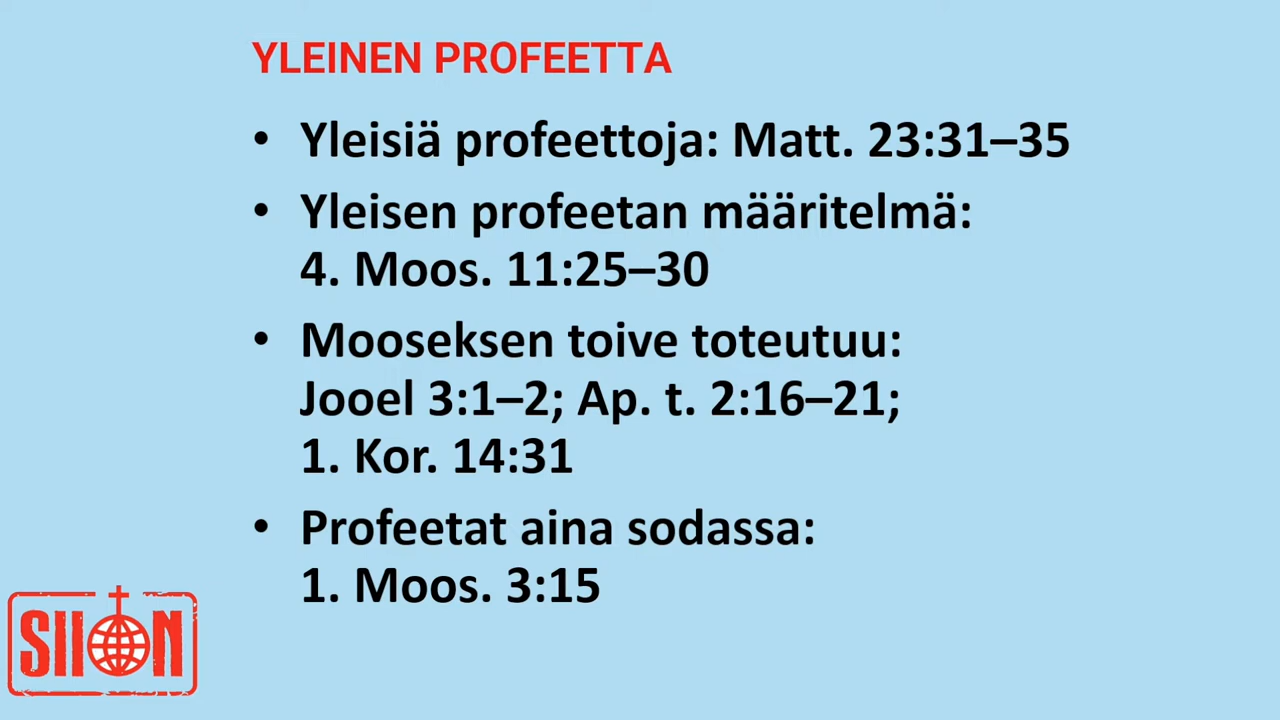 YLEINEN PROFEETTA
• Yleisiä profeettoja: Matt. 23:31–35
• Yleisen profeetan määritelmä:
4. Moos. 11:25–30
• Mooseksen toive toteutuu:
Jooel 3:1–2; Ap. t. 2:16–21;
1. Kor. 14:31
• Profeetat aina sodassa:
1. Moos. 3:15
SIION